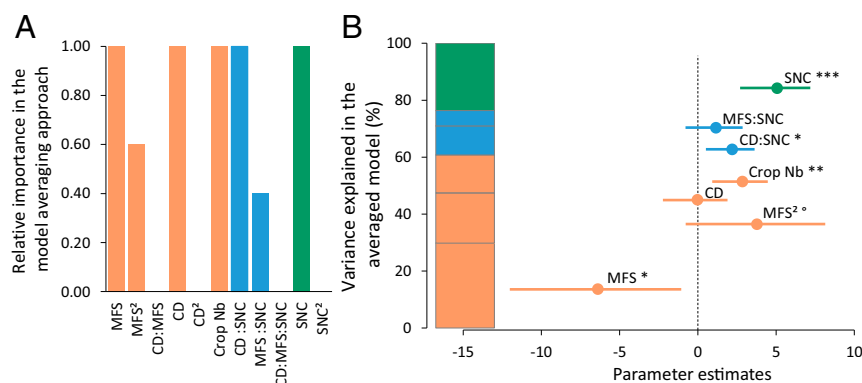 A
B
Relative importance in the
model averaging approach
1.00
0.80
0.60
0.40
0.20
0.00
MFS
MFS²
CD:MFS
CD
CD²
Crop Nb
CD :SNC
MFS :SNC
CD:MFS:SNC
SNC
SNC²
Variance explained in the
averaged model (%)
100
80
60
40
20
0
SNC ***
MFS:SNC
CD:SNC *
Crop Nb **
CD
MFS² °
MFS *
-15
-10
-5
0
5
10
Parameter estimates